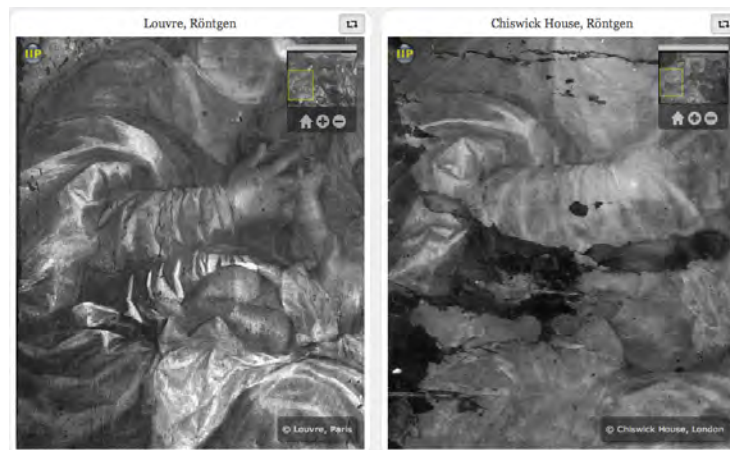 Louvre, Röntgen
Chiswick House, Röntgen
IIP
IIP
© Louvre, Paris
© Chiswick House, London